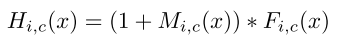 H_{i,c}(x) = (1 + M_{i,c}(x)) * F_{i,c}(x)